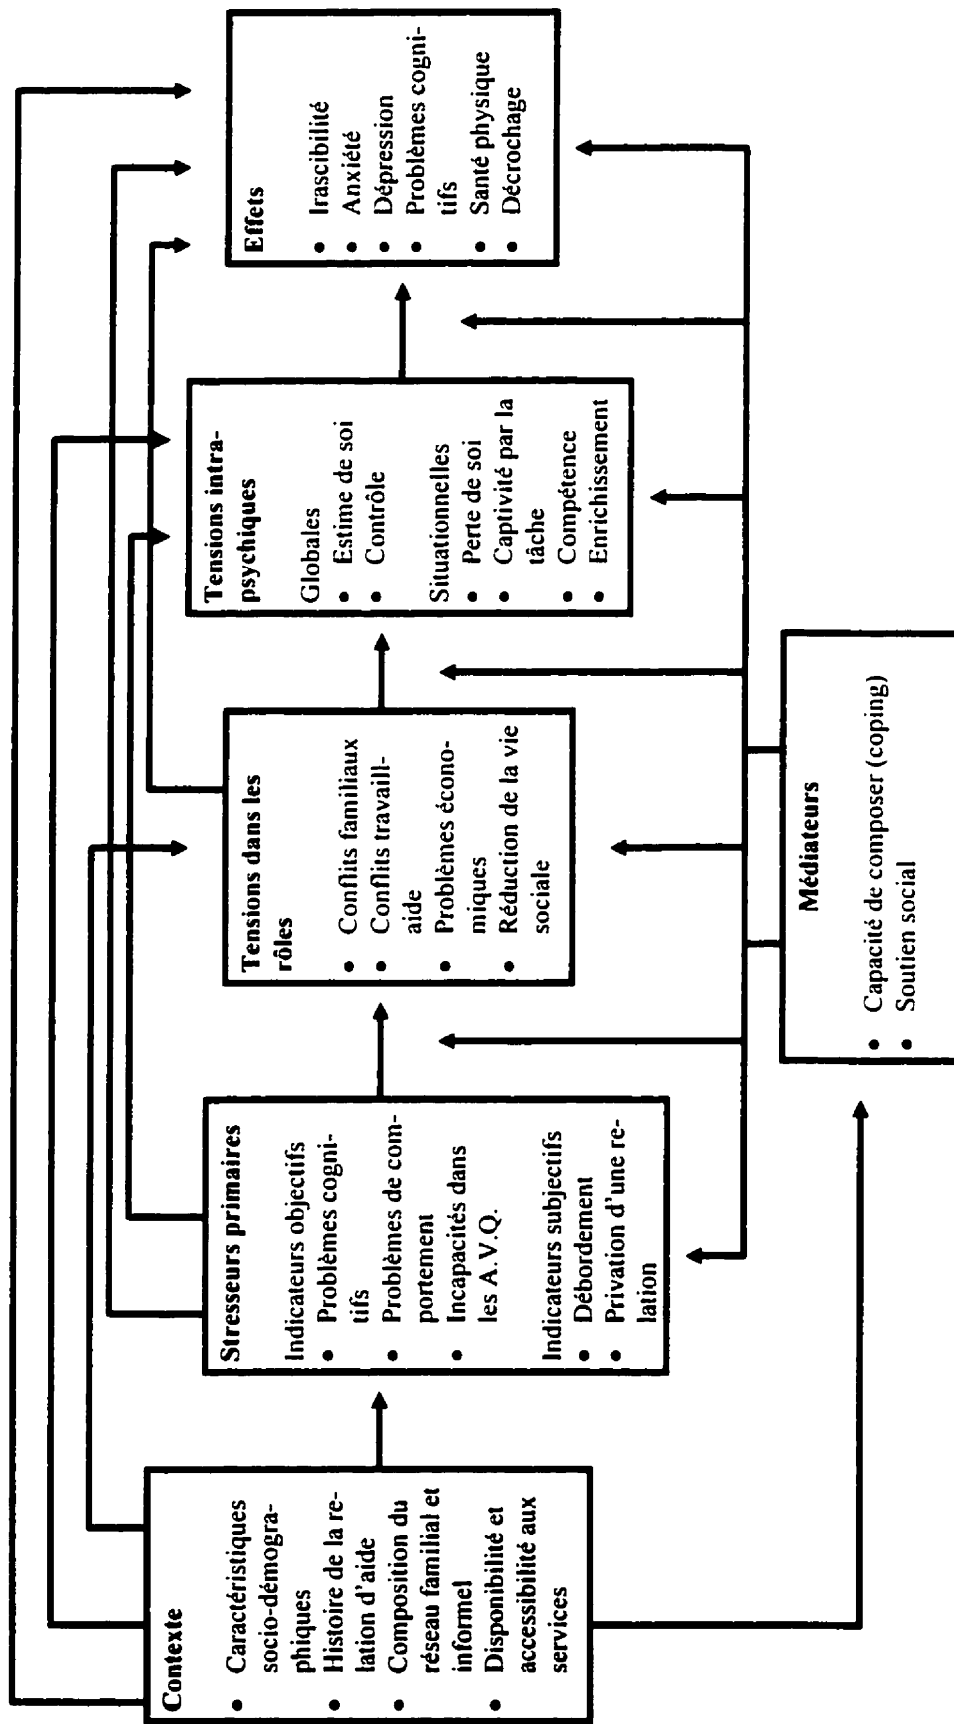 Contexte
• Caractéristiques
socio-démogra-
phiques
• Histoire de la re-
lation d'aide
• Composition du
réseau familial et
informel
• Disponibilité et
accessibilité aux
services
Stresseurs primaires
Indicateurs objectifs
• Problèmes cogni-
tifs
• Problèmes de com-
portement
• Incapacités dans
les A.V.Q.
Indicateurs subjectifs
• Débordement
• Privation d'une re-
lation
Tensions dans les
rôles
• Conflits familiaux
• Conflits travaill-
aide
• Problèmes écono-
miques
• Réduction de la vie
sociale
Tensions intra-
psychiques
Globales
• Estime de soi
• Contrôle
Situationnelles
• Perte de soi
• Captivité par la
tâche
• Compétence
• Enrichissement
Effets
• Irascibilité
• Anxiété
• Dépression
• Problèmes cogni-
tifs
• Santé physique
• Décrochage
Médiateurs
• Capacité de composer (coping)
• Soutien social